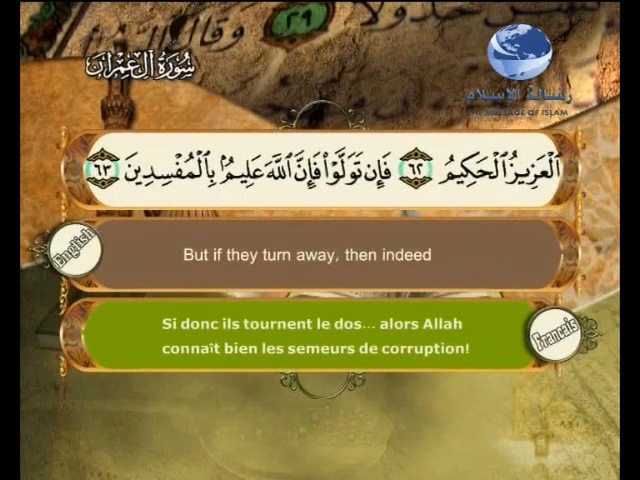 ٢٩
سورة آل عمران
رسالة الإسلام
THE MESSAGE OF ISLAM
ٱلْعَزِيزُ ٱلْحَكِيمُ ٦٢ فَإِن تَوَلَّوْا۟ فَإِنَّ ٱللَّهَ عَلِيمٌۢ بِٱلْمُفْسِدِينَ ٦٣
English
But if they turn away, then indeed
Si donc ils tournent le dos... alors Allah
connaît bien les semeurs de corruption!
Francais